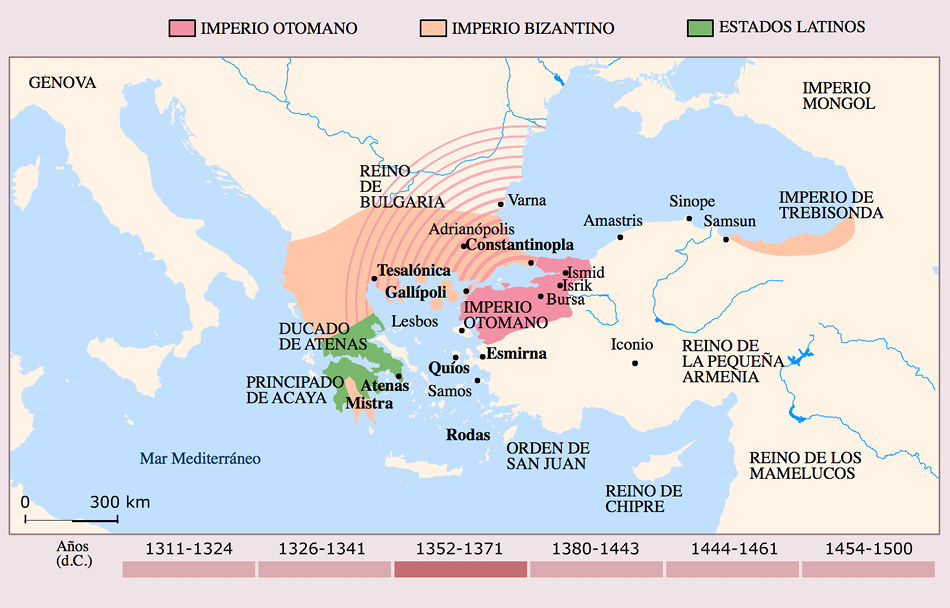 IMPERIO OTOMANO
IMPERIO BIZANTINO
ESTADOS LATINOS
GENOVA
IMPERIO
MONGOL
REINO
DE
BULGARIA
Varna
Adrianópolis
Constantinopla
Amastris
Sinope
Samsun
IMPERIO DE
TREBISONDA
Tesalónica
Gallípoli
Ismid
Isrik
Bursa
IMPERIO
OTOMANO
Lesbos
DUCADO
DE ATENAS
Esmirna
Quíos
Iconio
REINO DE
LA PEQUEÑA
ARMENIA
PRINCIPADO
DE ACAYA
Atenas
Samos
Mistra
Rodas
ORDEN DE
SAN JUAN
Mar Mediterráneo
REINO DE LOS
MAMELUCOS
REINO DE
CHIPRE
0 300 km
Años
(d.C.)
1311-1324
1326-1341
1352-1371
1380-1443
1444-1461
1454-1500